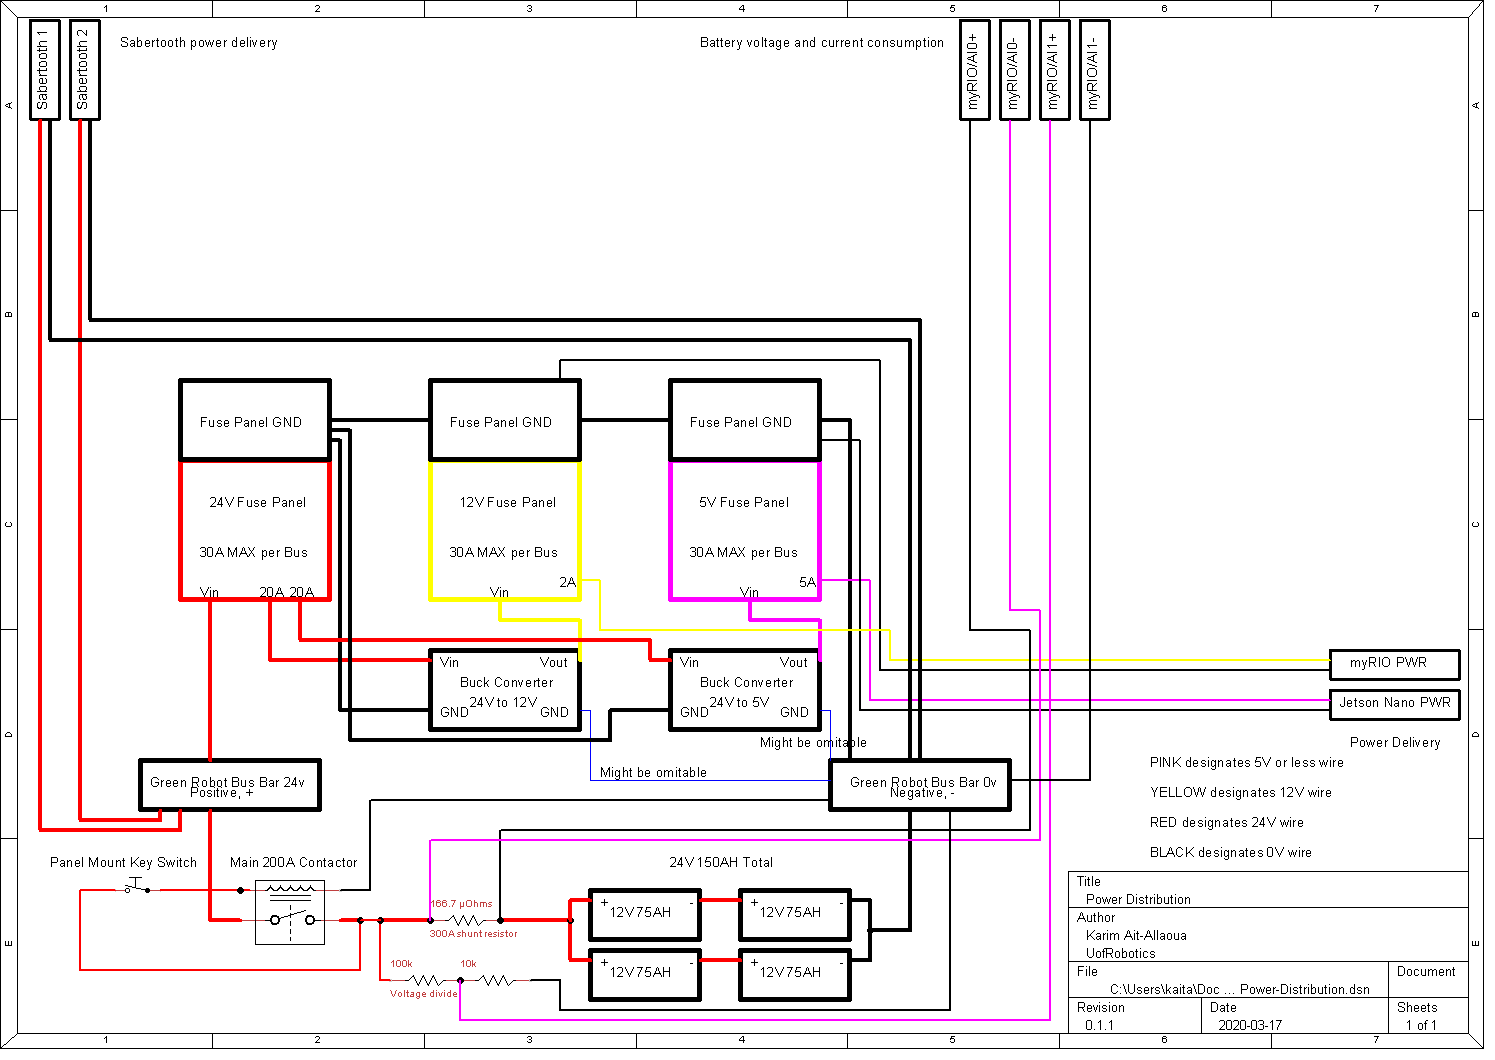 1 2 3 4 5 6 7
Sabertooth 1
Sabertooth 2
Sabertooth power delivery
Battery voltage and current consumption
myRIO/AI0+
myRIO/AI0-
myRIO/AI1+
myRIO/AI1-
A A
B B
Fuse Panel GND
Fuse Panel GND
Fuse Panel GND
24V Fuse Panel
30A MAX per Bus
Vin 20A 20A
12V Fuse Panel
30A MAX per Bus
2A
Vin
5V Fuse Panel
30A MAX per Bus
5A
Vin
C C
Vin Vout
Buck Converter
24V to 12V
GND GND
Vin Vout
Buck Converter
24V to 5V
GND GND
myRIO PWR
Jetson Nano PWR
Power Delivery
D D
Might be omitable
Might be omitable
Green Robot Bus Bar 24v
Positive, +
Green Robot Bus Bar 0v
Negative, -
PINK designates 5V or less wire
YELLOW designates 12V wire
RED designates 24V wire
BLACK designates 0V wire
Panel Mount Key Switch
Main 200A Contactor
24V 150AH Total
166.7 µOhms
300A shunt resistor
+ 12V 75AH -
+ 12V 75AH -
+ 12V 75AH -
+ 12V 75AH -
100k
10k
Voltage divide
E E
Title
Power Distribution
Author
Karim Ait-Allaoua
UofRobotics
File
C:\Users\kaita\Doc ... Power-Distribution.dsn
Document
Revision
0.1.1
Date
2020-03-17
Sheets
1 of 1
1 2 3 4 5 6 7